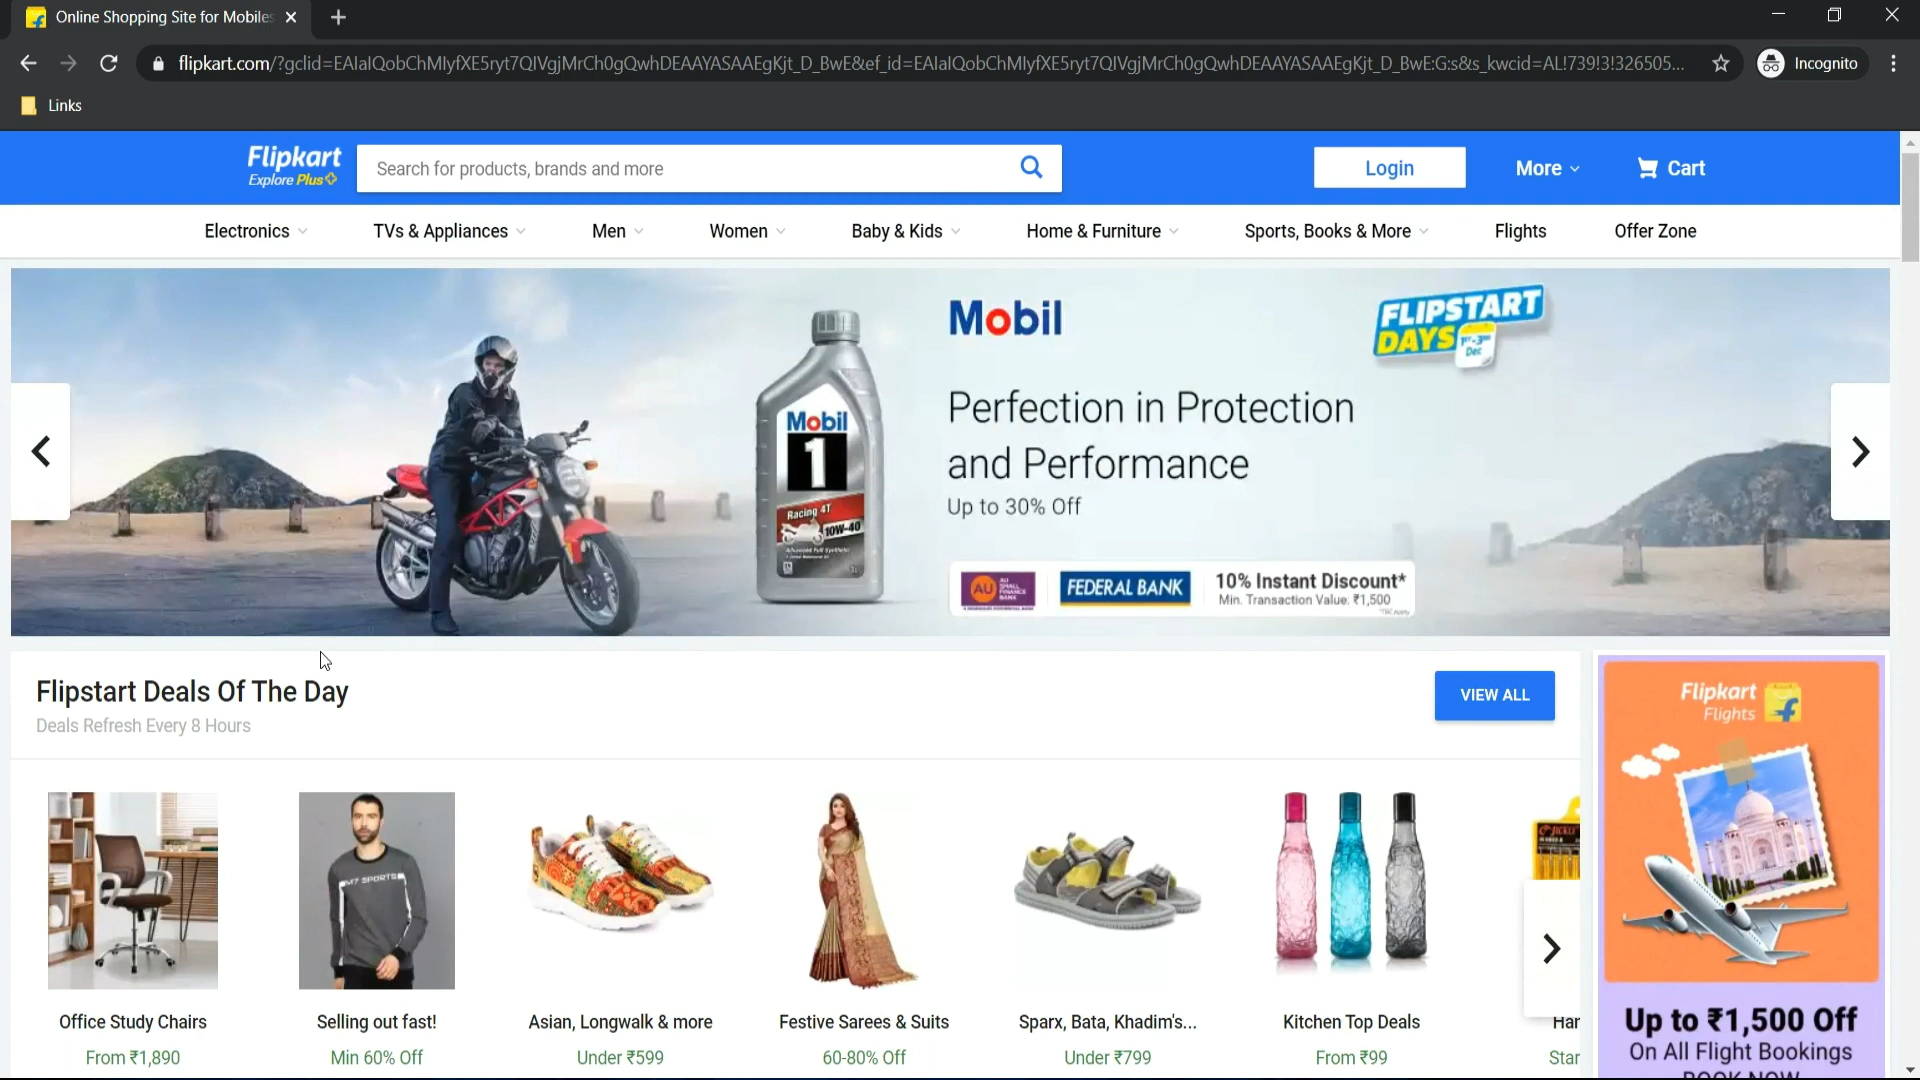 Online Shopping Site for Mobiles
flipkart.com/?gclid=EAIaIQobChMIyfXE5ryt7QIVgjMrCh0gQwhDEAAYASAAEgKjt_D_BwE&ef_id=EAIaIQobChMIyfXE5ryt7QIVgjMrCh0gQwhDEAAYASAAEgKjt_D_BwE:G:s&s_kwcid=AL!739!3!326505...
Incognito
Links
Flipkart
Explore Plus
Search for products, brands and more
Login
More
Cart
Electronics
TVs & Appliances
Men
Women
Baby & Kids
Home & Furniture
Sports, Books & More
Flights
Offer Zone
Mobil
FLIPSTART
DAYS
1st-3rd
Dec
Perfection in Protection
and Performance
Up to 30% Off
Mobil
1
Racing 4T
10W-40
Advanced Full Synthetic
AU
SMALL
FINANCE
BANK
FEDERAL BANK
10% Instant Discount*
Min. Transaction Value: ₹1,500
Flipstart Deals Of The Day
Deals Refresh Every 8 Hours
VIEW ALL
M7 SPORTS
Office Study Chairs
From ₹1,890
Selling out fast!
Min 60% Off
Asian, Longwalk & more
Under ₹599
Festive Sarees & Suits
60-80% Off
Sparx, Bata, Khadim's...
Under ₹799
Kitchen Top Deals
From ₹99
Har
Star
Flipkart
Flights
Up to ₹1,500 Off
On All Flight Bookings
BOOK NOW